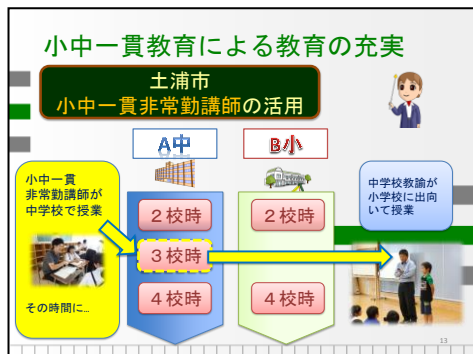 小中一貫教育による教育の充実
土浦市
小中一貫非常勤講師の活用
A中
B小
小中一貫
非常勤講師が
中学校で授業
その時間に…
2校時
3校時
4校時
2校時
4校時
中学校教諭が
小学校に出向
いて授業
13